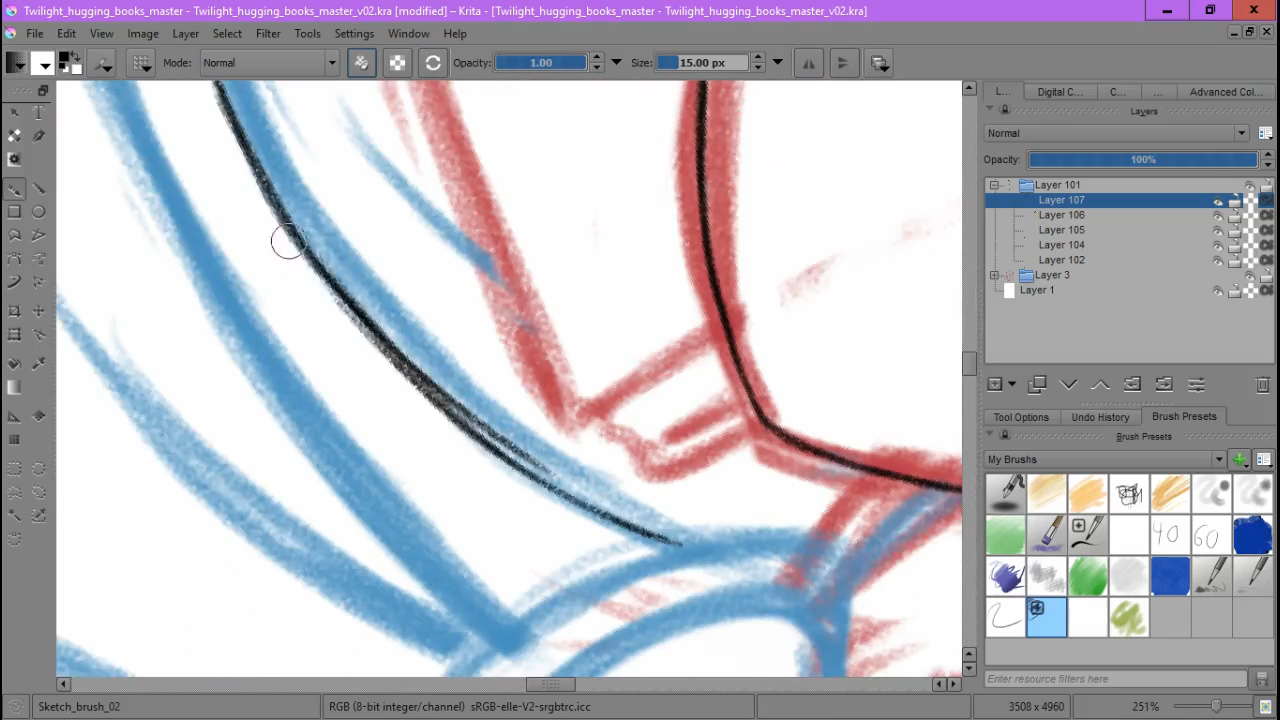 Twilight_hugging_books_master_v02.kra [modified] – Krita - [Twilight_hugging_books_master - Twilight_hugging_books_master_v02.kra]
File Edit View Image Layer Select Filter Tools Settings Window Help
Mode: Normal Opacity: 1.00 Size: 15.00 px
L... Digital C... C... ... Advanced Col...
Layers
Normal
Opacity: 100%
Layer 101
Layer 107
Layer 106
Layer 105
Layer 104
Layer 102
Layer 3
Layer 1
Tool Options Undo History Brush Presets
Brush Presets
My Brushs
40 60
Enter resource filters here
Sketch_brush_02 RGB (8-bit integer/channel) sRGB-elle-V2-srgbtrc.icc 3508 x 4960 251%